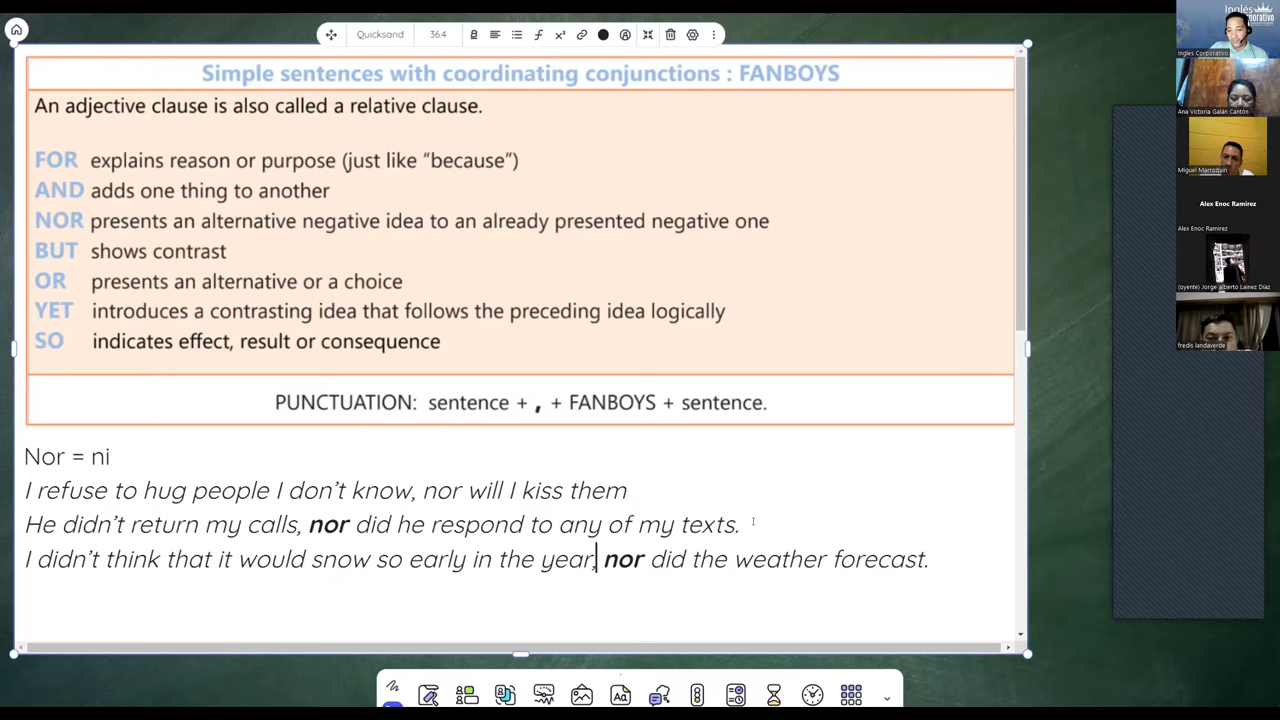 Quicksand 36.4
Simple sentences with coordinating conjunctions : FANBOYS
An adjective clause is also called a relative clause.
FOR explains reason or purpose (just like “because”)
AND adds one thing to another
NOR presents an alternative negative idea to an already presented negative one
BUT shows contrast
OR presents an alternative or a choice
YET introduces a contrasting idea that follows the preceding idea logically
SO indicates effect, result or consequence
PUNCTUATION: sentence + , + FANBOYS + sentence.
Nor = ni
I refuse to hug people I don’t know, nor will I kiss them
He didn’t return my calls, nor did he respond to any of my texts.
I didn’t think that it would snow so early in the year, nor did the weather forecast.
Inglés
Corporativo
Ingles Corporativo
Ana Victoria Galán Cantón
Miguel Marroquin
Alex Enoc Ramirez
Alex Enoc Ramirez
(oyente) Jorge alberto Lainez Díaz
fredis landaverde